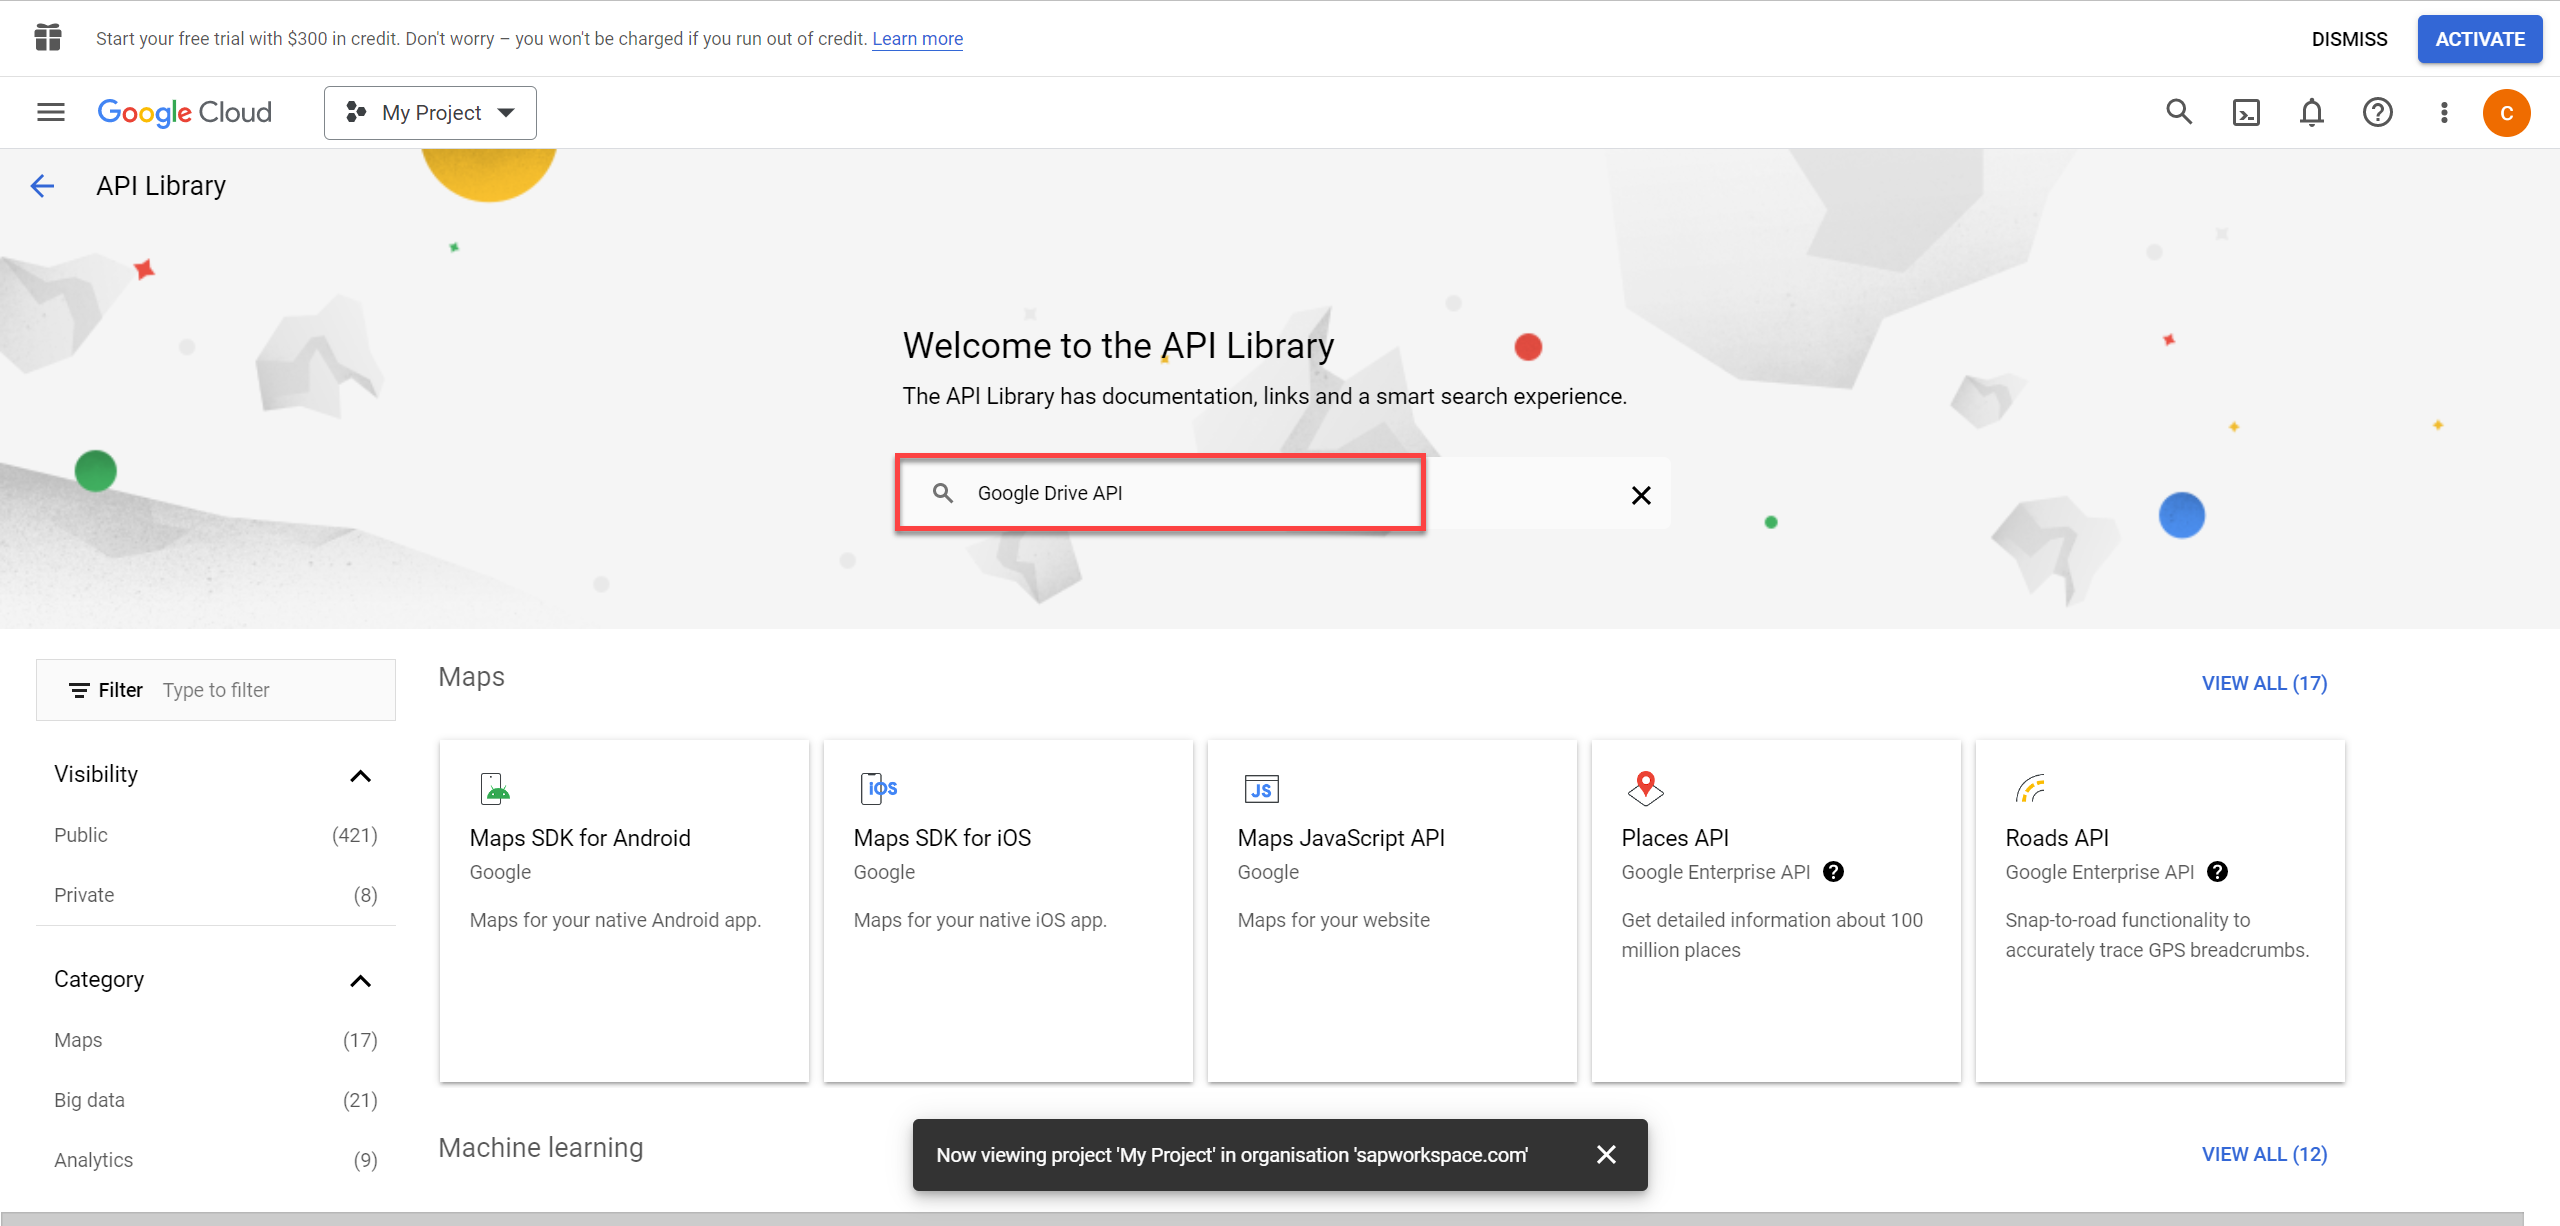 Start your free trial with $300 in credit. Don't worry – you won't be charged if you run out of credit. Learn more
DISMISS
ACTIVATE
Google Cloud
My Project
C
API Library
Welcome to the API Library
The API Library has documentation, links and a smart search experience.
Google Drive API
Filter Type to filter
Visibility
Public (421)
Private (8)
Category
Maps (17)
Big data (21)
Analytics (9)
Maps
VIEW ALL (17)
Maps SDK for Android
Google
Maps for your native Android app.
iOS
Maps SDK for iOS
Google
Maps for your native iOS app.
JS
Maps JavaScript API
Google
Maps for your website
Places API
Google Enterprise API ?
Get detailed information about 100
million places
Roads API
Google Enterprise API ?
Snap-to-road functionality to
accurately trace GPS breadcrumbs.
Machine learning
VIEW ALL (12)
Now viewing project 'My Project' in organisation 'sapworkspace.com'